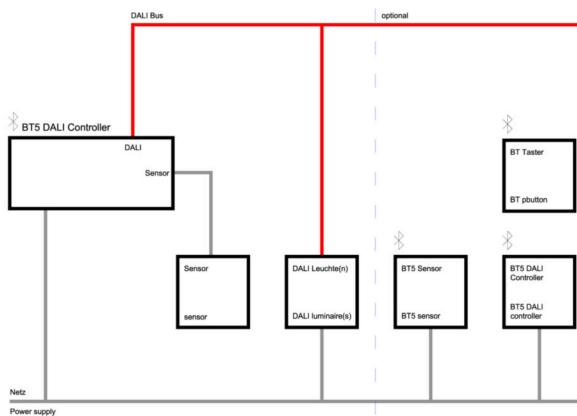 DALI Bus
optional
BT5 DALI Controller
DALI
Sensor
BT Taster
BT pbutton
Sensor
sensor
DALI Leuchte(n)
DALI luminaire(s)
BT5 Sensor
BT5 sensor
BT5 DALI
Controller
BT5 DALI
controller
Netz
Power supply